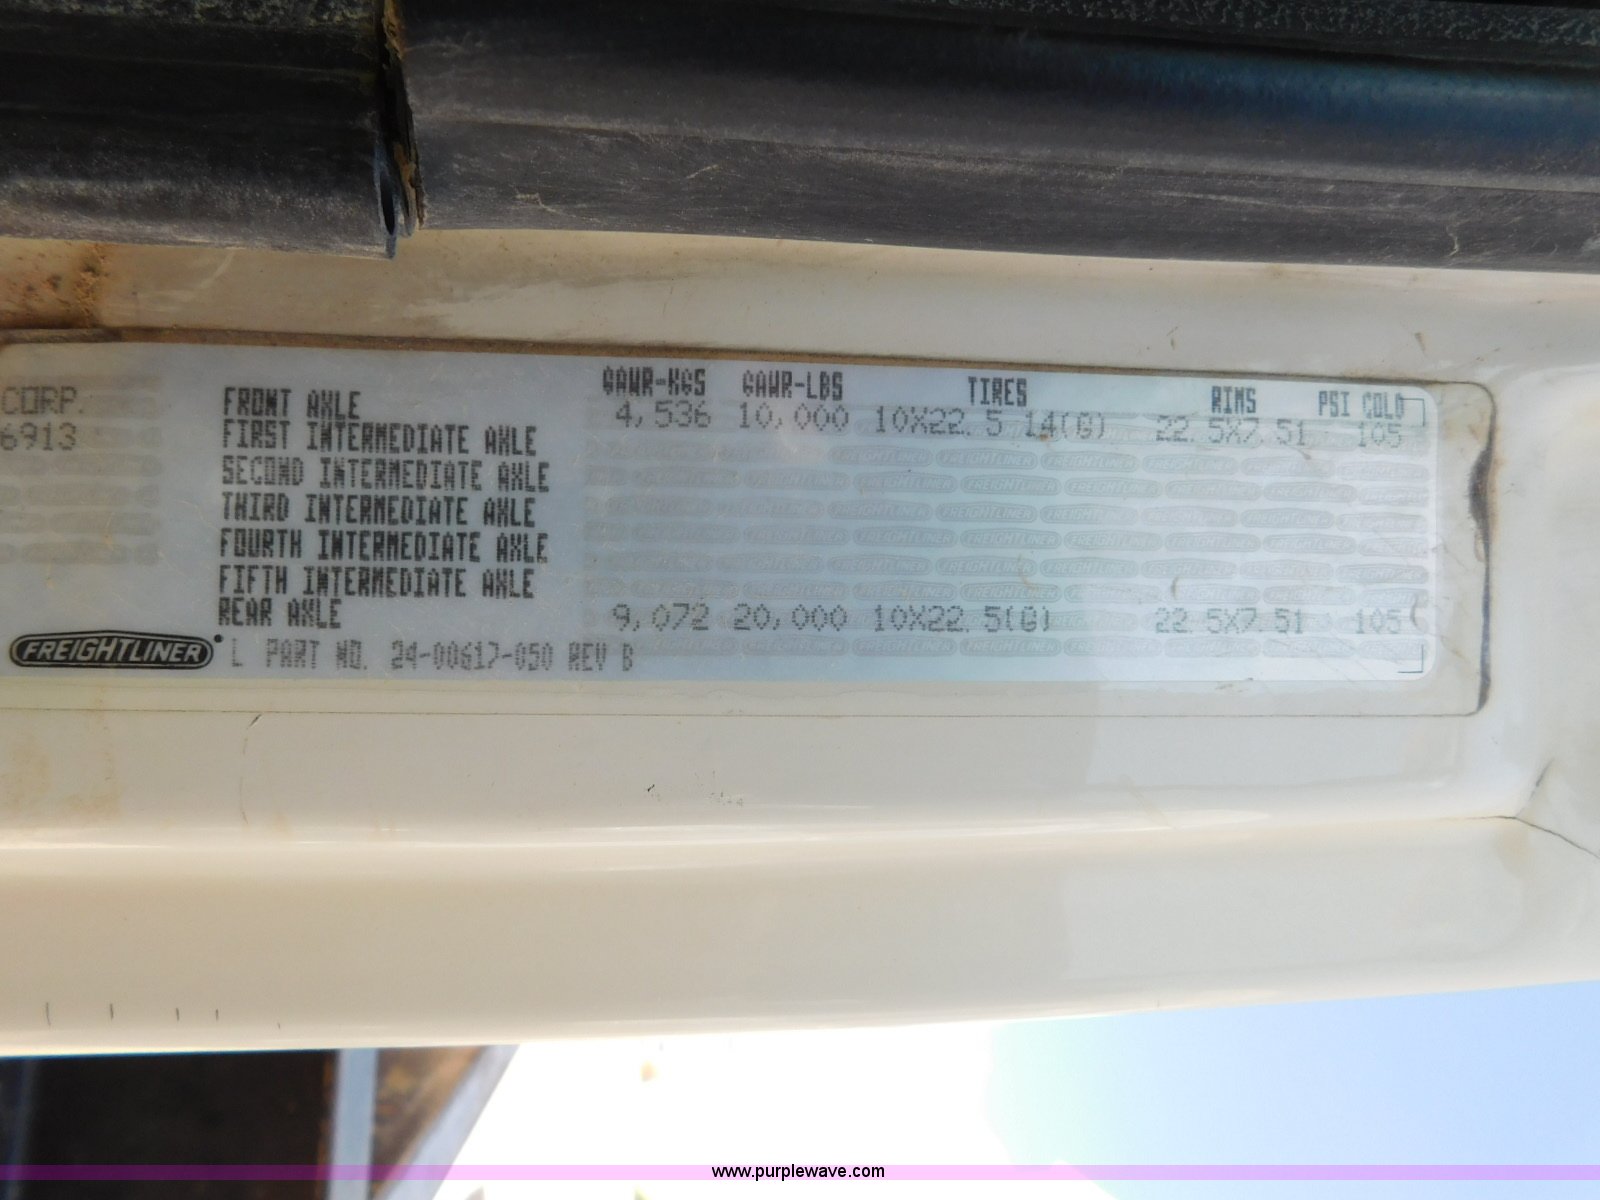 GAWR-KGS GAWR-LBS TIRES RIMS PSI COLD
CORP. FRONT AXLE 4,536 10,000 10X22.5 14(G) 22.5X7.51 105
6913 FIRST INTERMEDIATE AXLE
SECOND INTERMEDIATE AXLE
THIRD INTERMEDIATE AXLE
FOURTH INTERMEDIATE AXLE
FIFTH INTERMEDIATE AXLE
REAR AXLE 9,072 20,000 10X22.5(G) 22.5X7.51 105
FREIGHTLINER L PART NO. 24-00617-050 REV B
www.purplewave.com